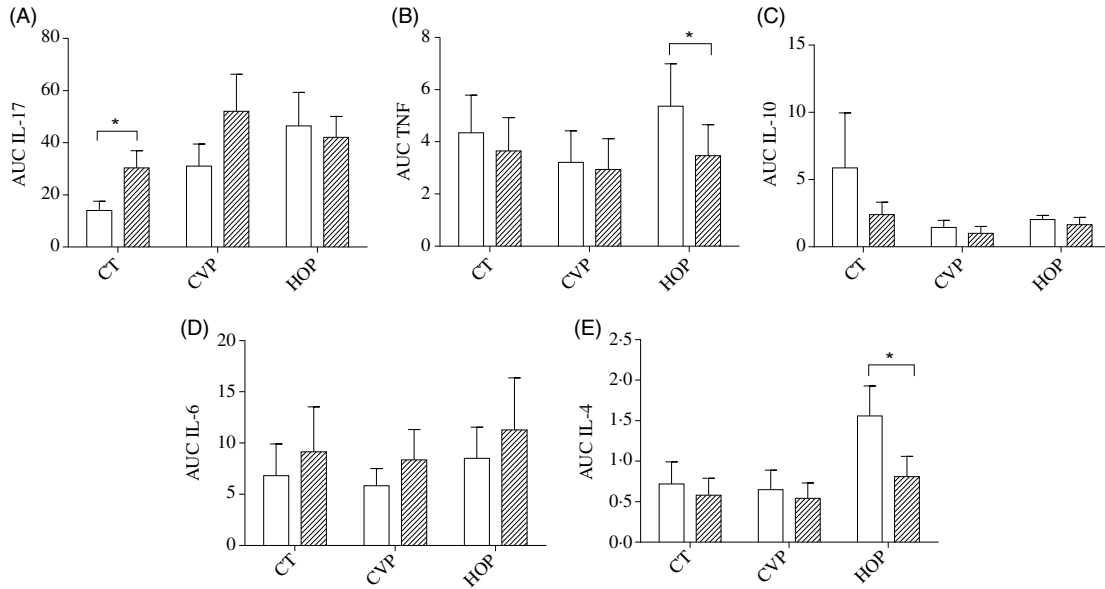 (A)
AUC IL-17
80
60
40
20
0
*
CT
CVP
HOP
(B)
AUC TNF
8
6
4
2
0
*
CT
CVP
HOP
(C)
AUC IL-10
15
10
5
0
CT
CVP
HOP
(D)
AUC IL-6
20
15
10
5
0
CT
CVP
HOP
(E)
AUC IL-4
2·5
2·0
1·5
1·0
0·5
0·0
*
CT
CVP
HOP